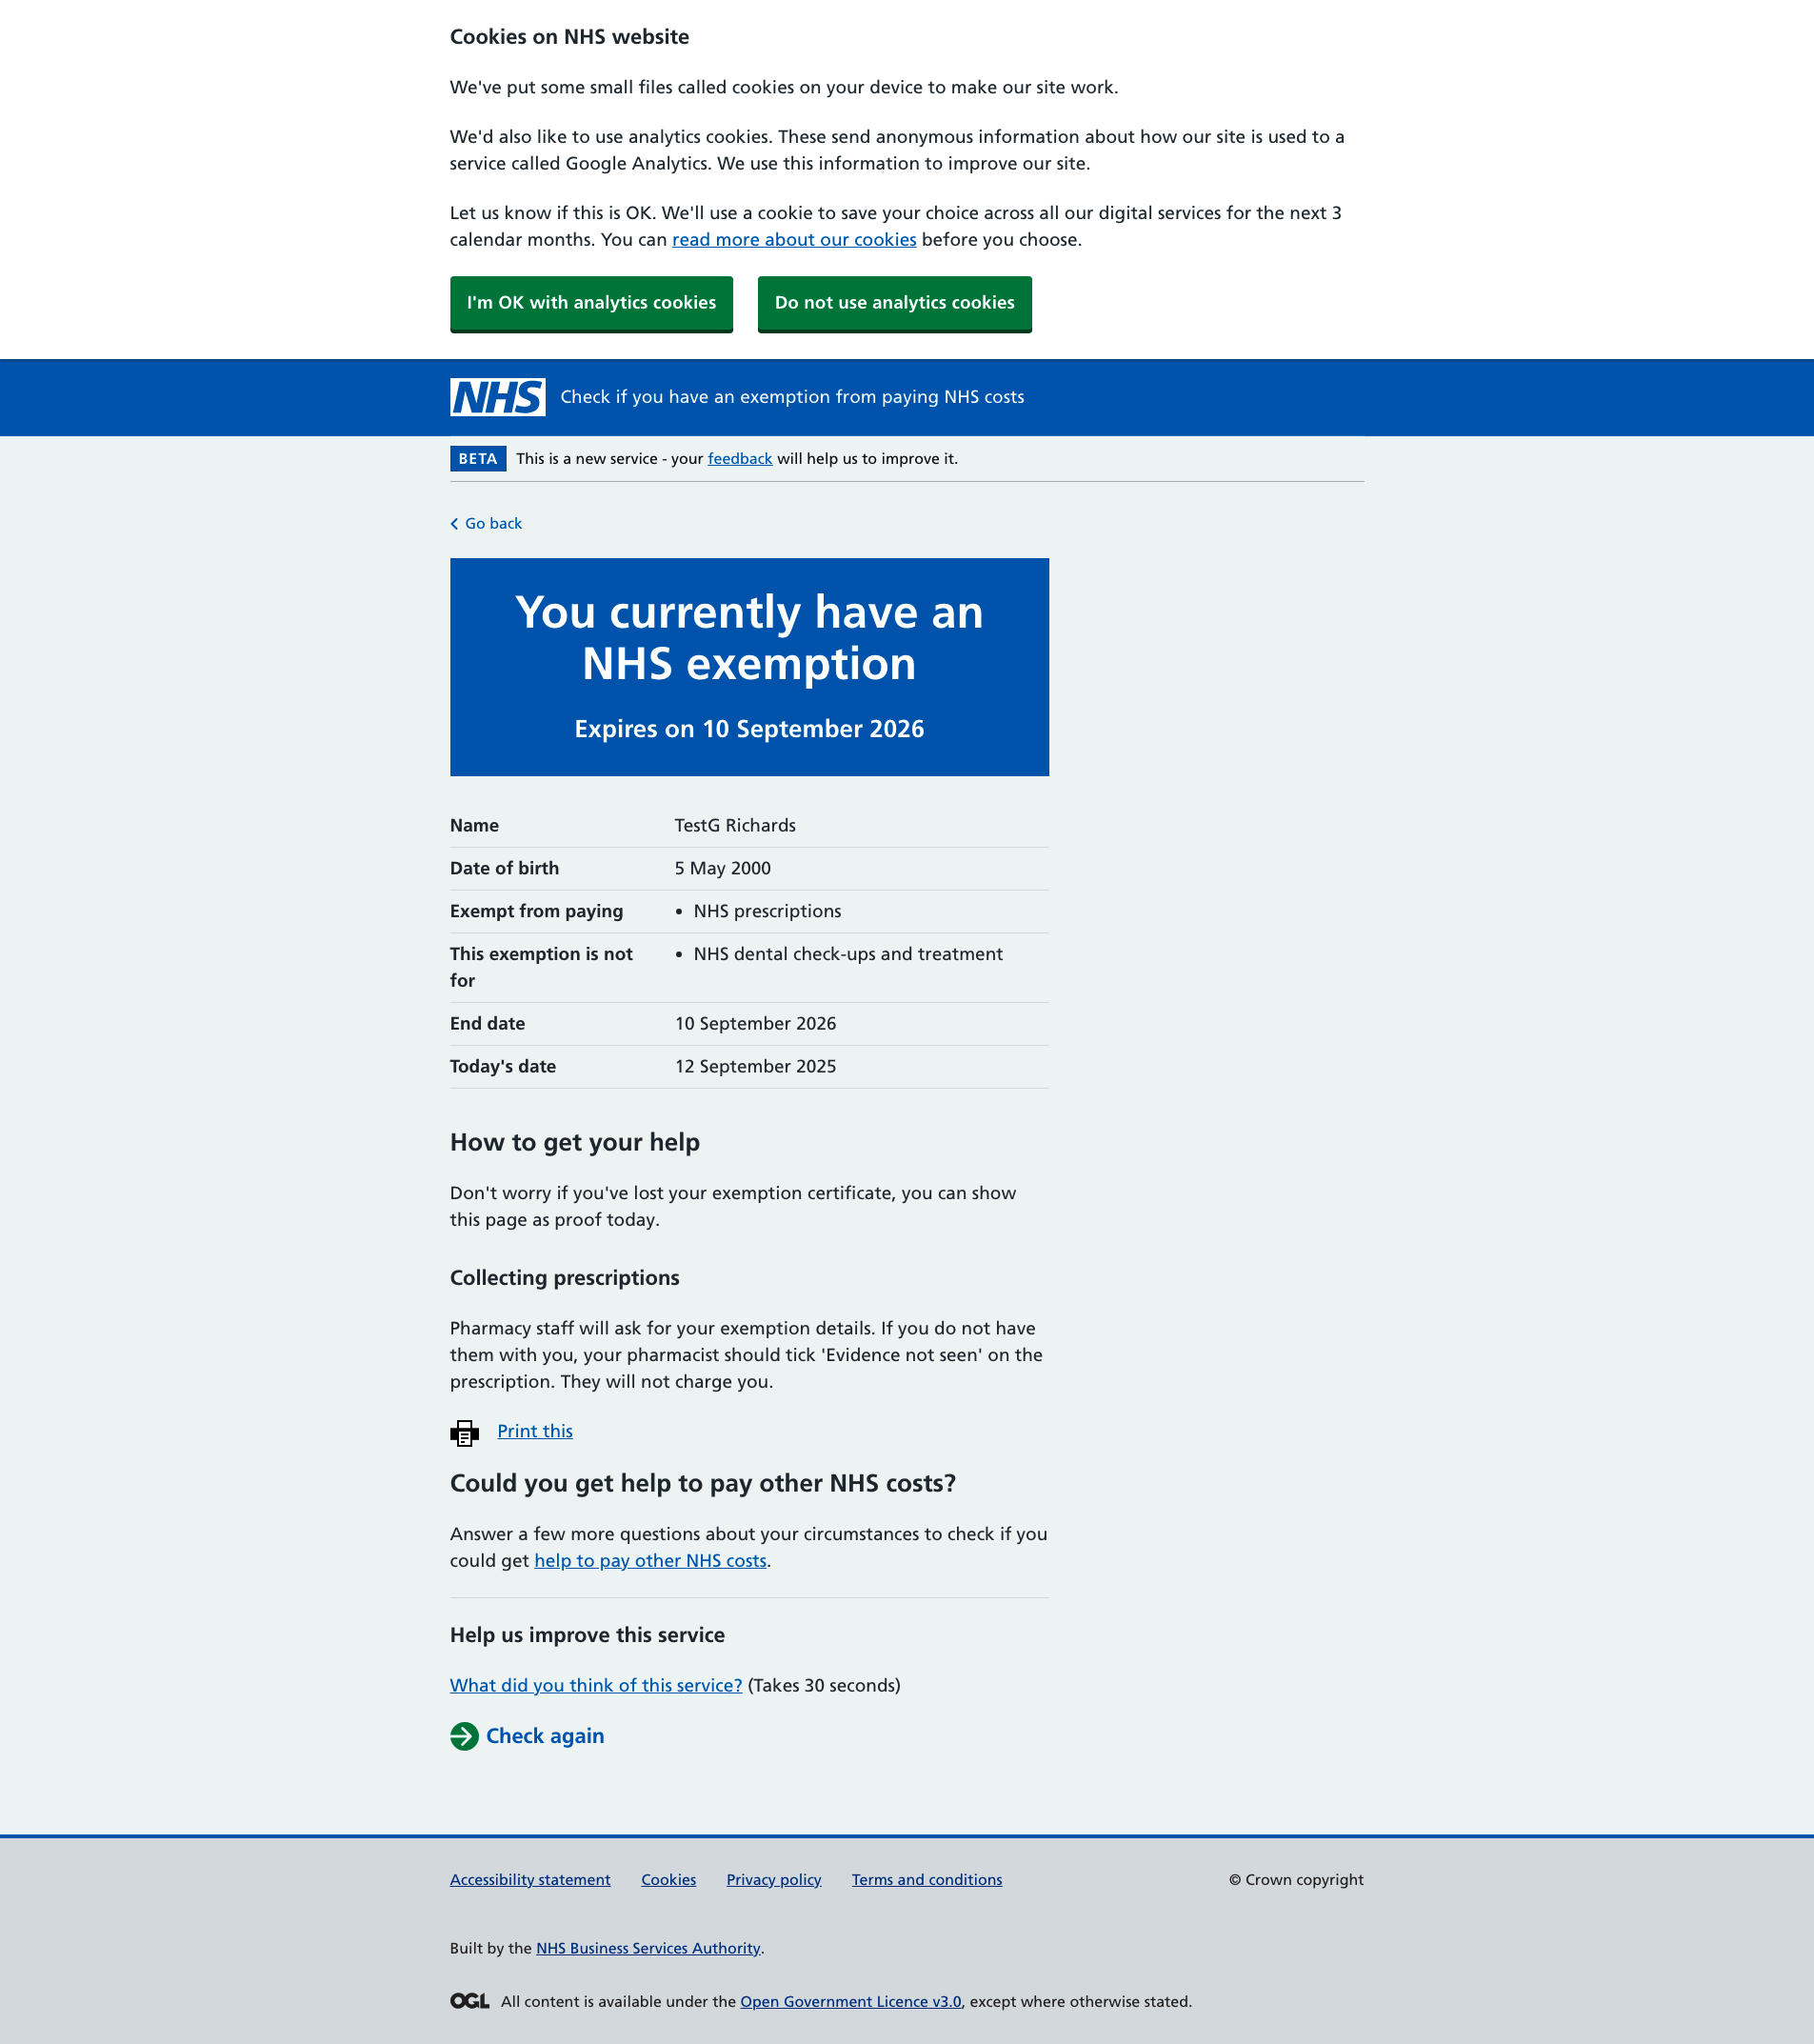 Cookies on NHS website
We've put some small files called cookies on your device to make our site work.
We'd also like to use analytics cookies. These send anonymous information about how our site is used to a
service called Google Analytics. We use this information to improve our site.
Let us know if this is OK. We'll use a cookie to save your choice across all our digital services for the next 3
calendar months. You can read more about our cookies before you choose.
I'm OK with analytics cookies Do not use analytics cookies
NHS Check if you have an exemption from paying NHS costs
BETA This is a new service - your feedback will help us to improve it.
Go back
You currently have an
NHS exemption
Expires on 10 September 2026
Name TestG Richards
Date of birth 5 May 2000
Exempt from paying • NHS prescriptions
This exemption is not • NHS dental check-ups and treatment
for
End date 10 September 2026
Today's date 12 September 2025
How to get your help
Don't worry if you've lost your exemption certificate, you can show
this page as proof today.
Collecting prescriptions
Pharmacy staff will ask for your exemption details. If you do not have
them with you, your pharmacist should tick 'Evidence not seen' on the
prescription. They will not charge you.
Print this
Could you get help to pay other NHS costs?
Answer a few more questions about your circumstances to check if you
could get help to pay other NHS costs.
Help us improve this service
What did you think of this service? (Takes 30 seconds)
Check again
Accessibility statement Cookies Privacy policy Terms and conditions © Crown copyright
Built by the NHS Business Services Authority.
OGL All content is available under the Open Government Licence v3.0, except where otherwise stated.